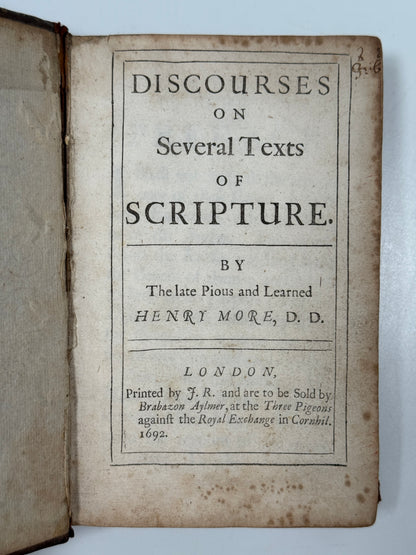 DISCOURSES
ON
Several Texts
OF
SCRIPTURE.
BY
The late Pious and Learned
HENRY MORE, D. D.
LONDON,
Printed by J. R. and are to be Sold by
Brabazon Aylmer, at the Three Pigeons
againſt the Royal Exchange in Cornhil.
1692.